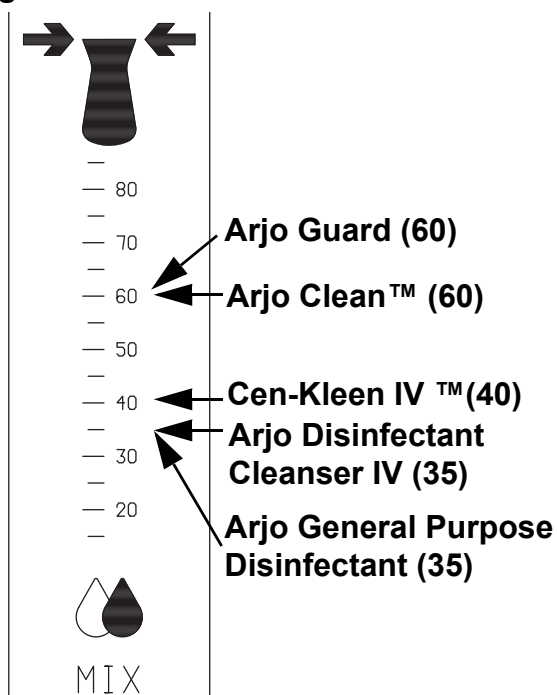 80
70
Arjo Guard (60)
60
Arjo Clean™ (60)
50
40
Cen-Kleen IV ™(40)
Arjo Disinfectant
Cleanser IV (35)
30
20
Arjo General Purpose
Disinfectant (35)
MIX